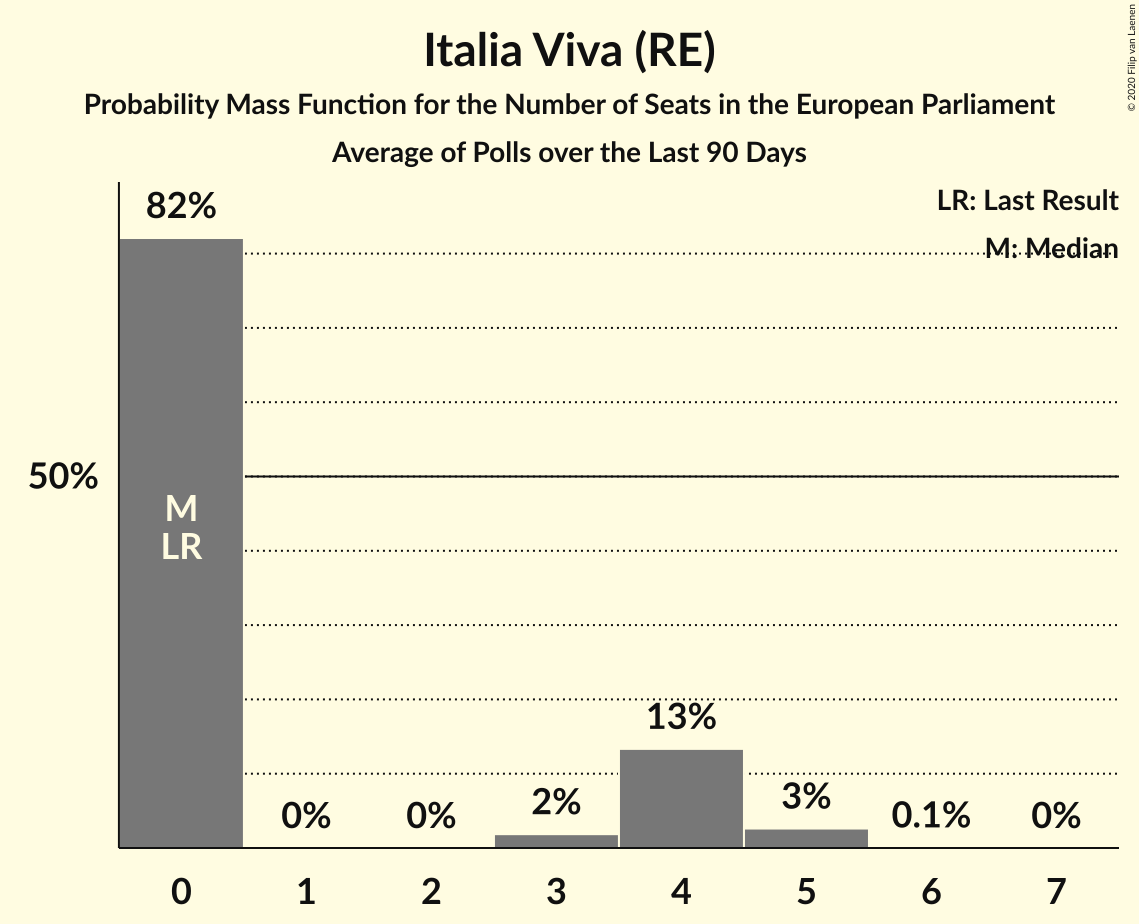 Italia Viva (RE)
Probability Mass Function for the Number of Seats in the European Parliament
Average of Polls over the Last 90 Days
© 2020 Filip van Laenen
LR: Last Result
M: Median
82%
50%
M
LR
0%
0%
2%
13%
3%
0.1%
0%
0
1
2
3
4
5
6
7